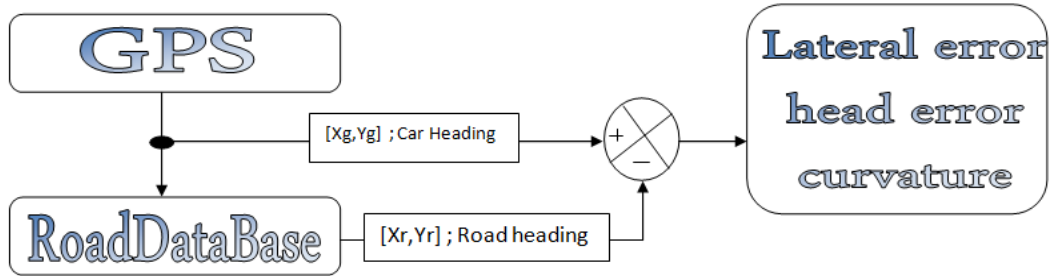 GPS
Lateral error
head error
curvature
[Xg,Yg] ; Car Heading
+
−
RoadDataBase
[Xr,Yr] ; Road heading